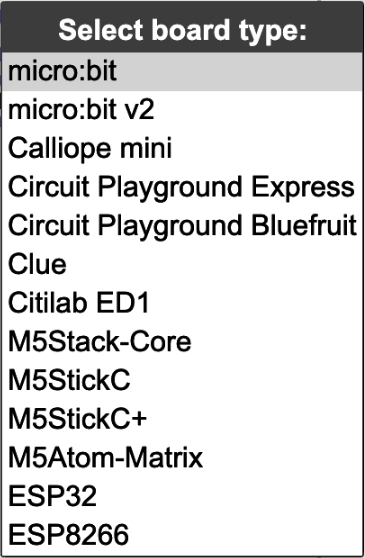 Select board type:
micro:bit
micro:bit v2
Calliope mini
Circuit Playground Express
Circuit Playground Bluefruit
Clue
Citilab ED1
M5Stack-Core
M5StickC
M5StickC+
M5Atom-Matrix
ESP32
ESP8266